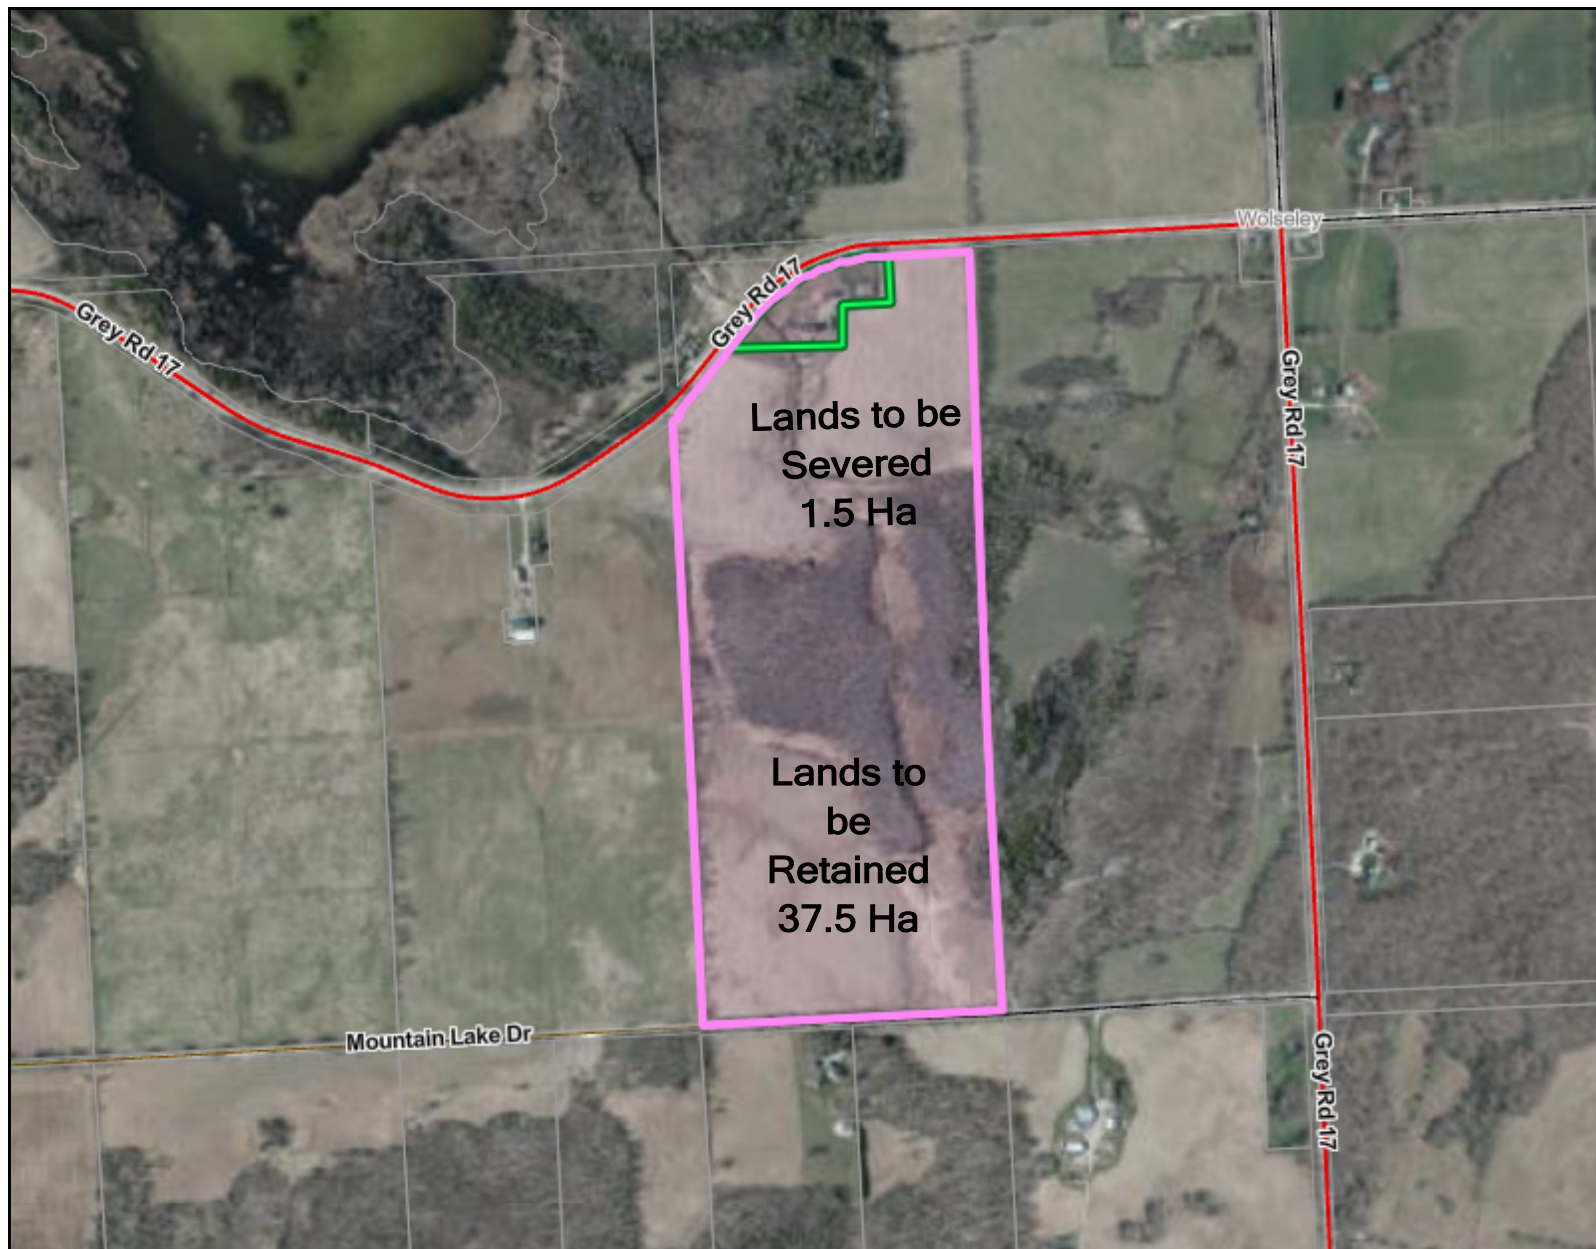 Wolseley
Grey Rd 17
Grey Rd 17
Grey Rd 17
Lands to be
Severed
1.5 Ha
Lands to
be
Retained
37.5 Ha
Mountain Lake Dr
Grey Rd 17